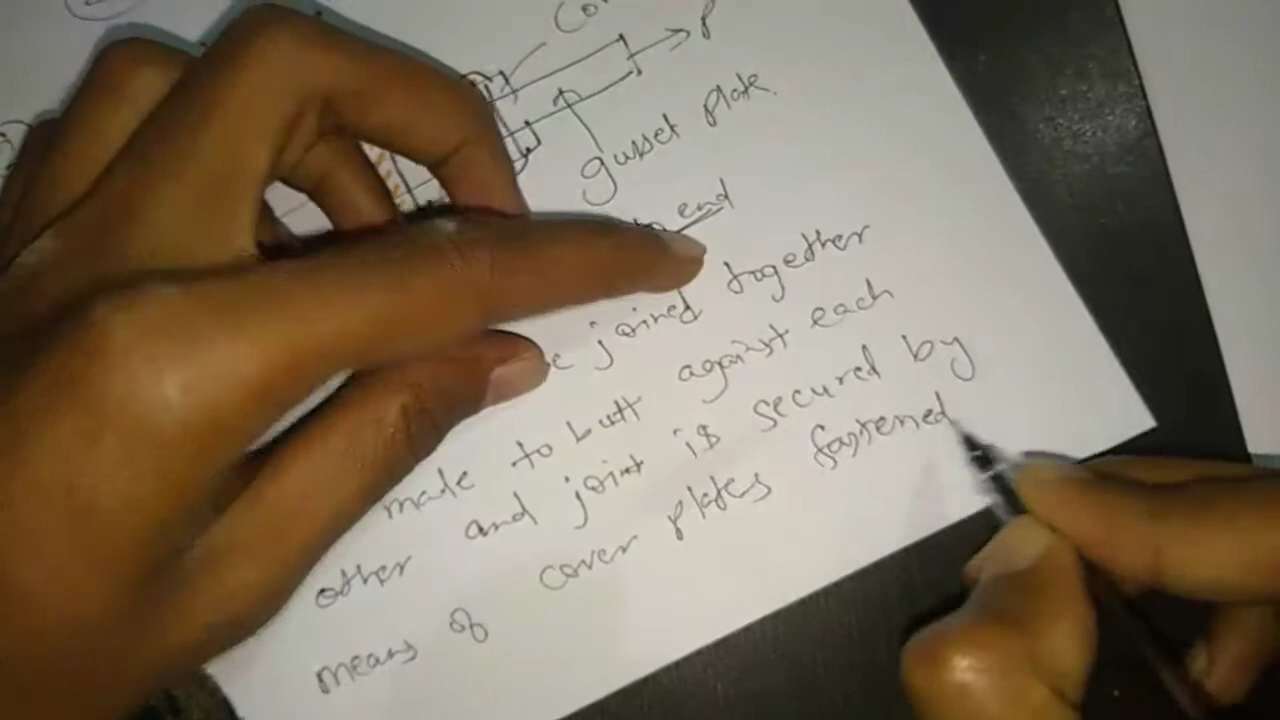 P
gusset plate
end
joined together
made to butt against each
other and joint is secured by
means of cover plates fastened